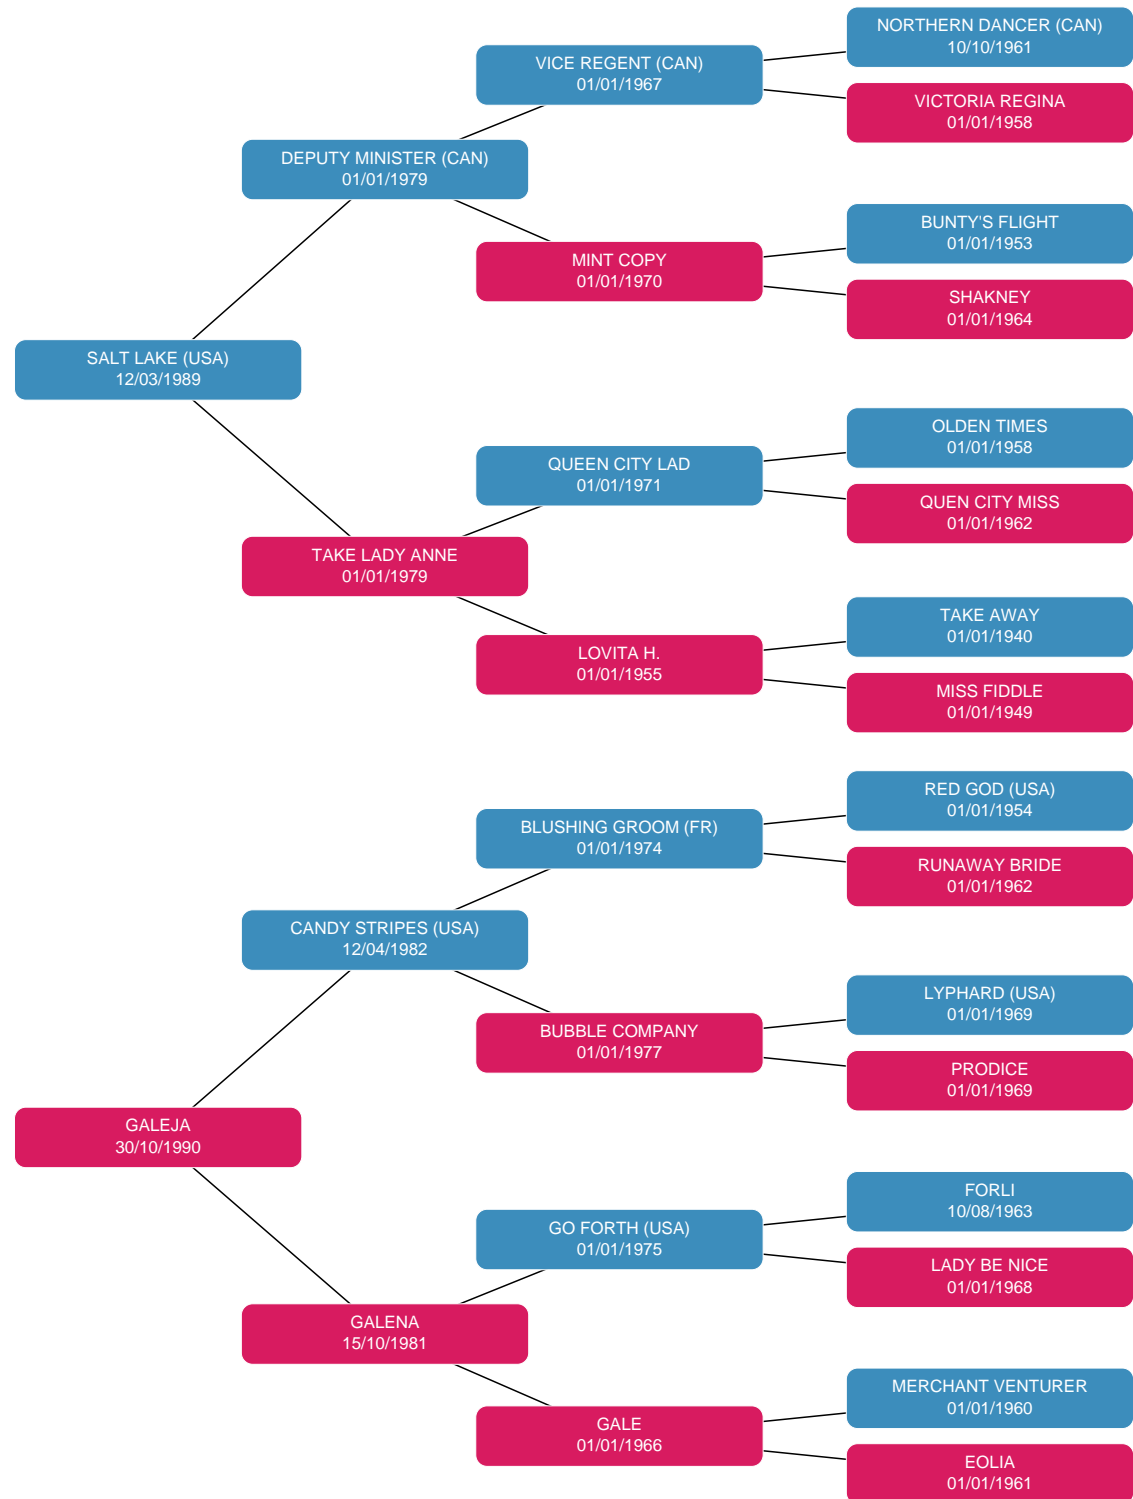 NORTHERN DANCER (CAN)
10/10/1961
VICE REGENT (CAN)
01/01/1967
VICTORIA REGINA
01/01/1958
DEPUTY MINISTER (CAN)
01/01/1979
BUNTY'S FLIGHT
01/01/1953
MINT COPY
01/01/1970
SHAKNEY
01/01/1964
SALT LAKE (USA)
12/03/1989
OLDEN TIMES
01/01/1958
QUEEN CITY LAD
01/01/1971
QUEN CITY MISS
01/01/1962
TAKE LADY ANNE
01/01/1979
TAKE AWAY
01/01/1940
LOVITA H.
01/01/1955
MISS FIDDLE
01/01/1949
RED GOD (USA)
01/01/1954
BLUSHING GROOM (FR)
01/01/1974
RUNAWAY BRIDE
01/01/1962
CANDY STRIPES (USA)
12/04/1982
LYPHARD (USA)
01/01/1969
BUBBLE COMPANY
01/01/1977
PRODICE
01/01/1969
GALEJA
30/10/1990
FORLI
10/08/1963
GO FORTH (USA)
01/01/1975
LADY BE NICE
01/01/1968
GALENA
15/10/1981
MERCHANT VENTURER
01/01/1960
GALE
01/01/1966
EOLIA
01/01/1961